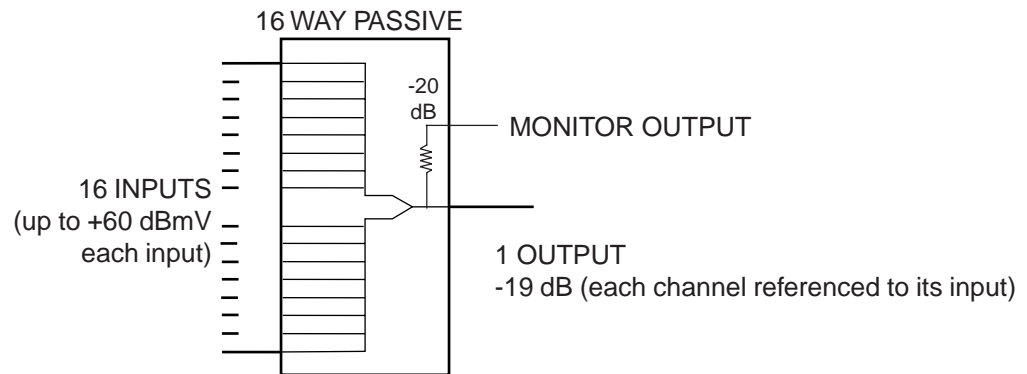 16 WAY PASSIVE
-20
dB
MONITOR OUTPUT
16 INPUTS
(up to +60 dBmV
each input)
1 OUTPUT
-19 dB (each channel referenced to its input)